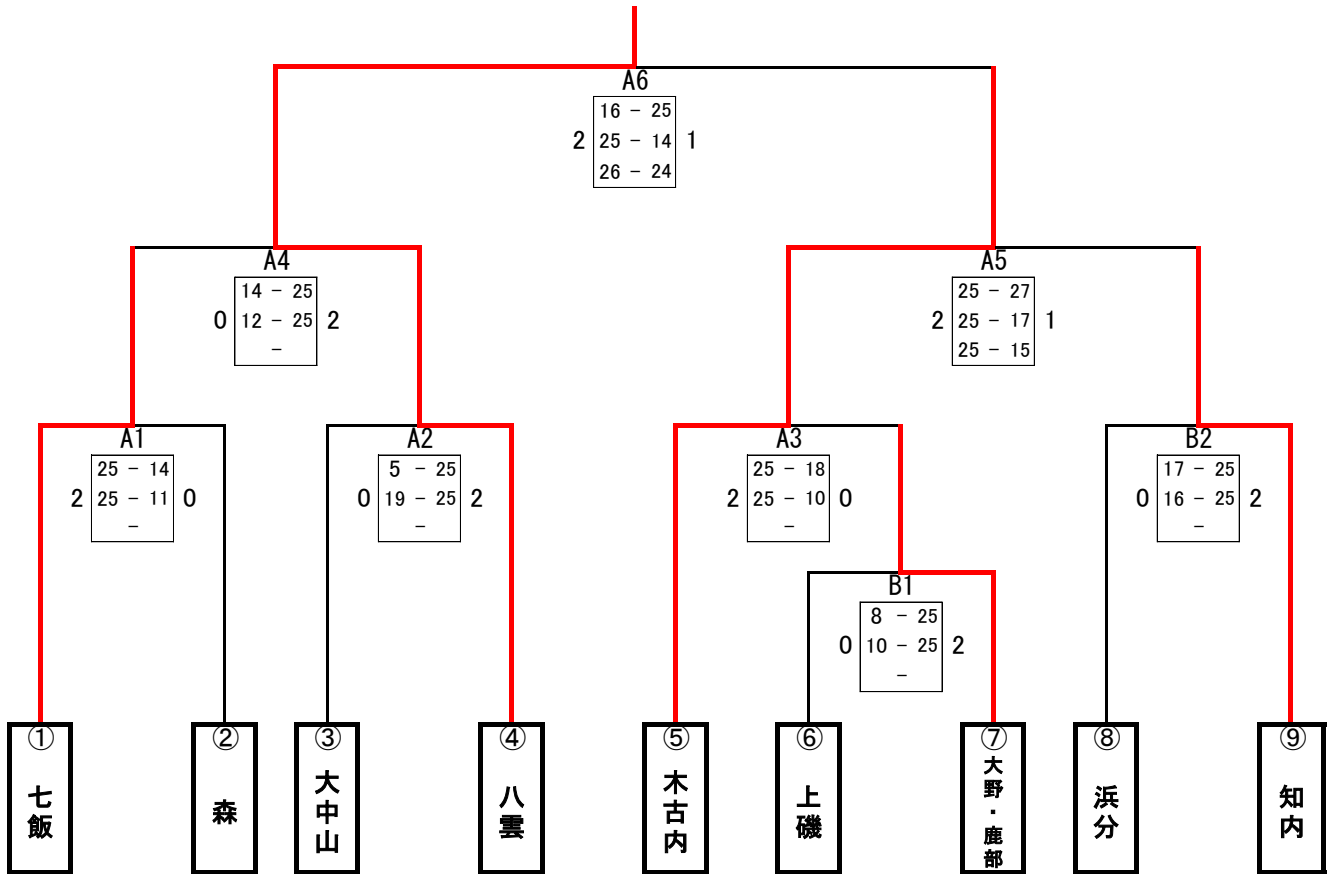 A6
16 - 25
2 25 - 14 1
26 - 24
A4
14 - 25
0 12 - 25 2
-
A5
25 - 27
2 25 - 17 1
25 - 15
A1
25 - 14
2 25 - 11 0
-
A2
5 - 25
0 19 - 25 2
-
A3
25 - 18
2 25 - 10 0
-
B2
17 - 25
0 16 - 25 2
-
B1
8 - 25
0 10 - 25 2
-
① 七飯
② 森
③ 大中山
④ 八雲
⑤ 木古内
⑥ 上磯
⑦ 大野・鹿部
⑧ 浜分
⑨ 知内